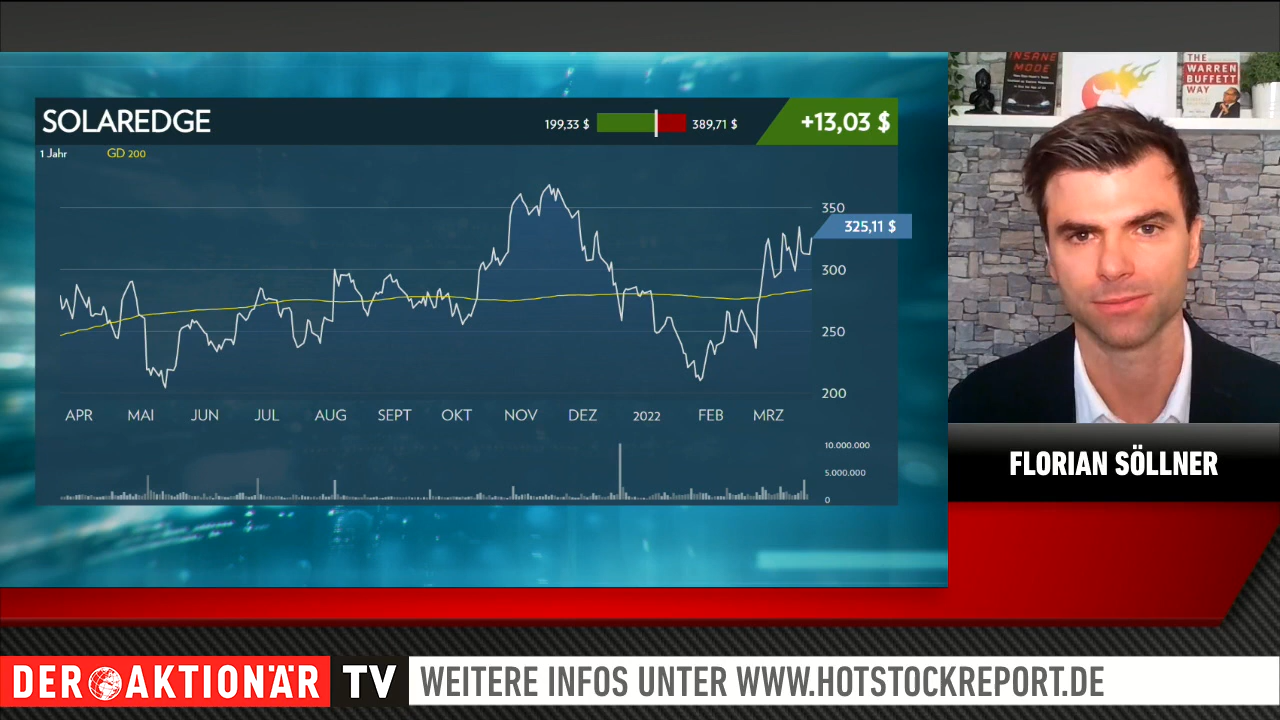 SOLAREDGE
199,33 $
389,71 $
+13,03 $
1 Jahr
GD 200
350
325,11 $
300
250
200
APR MAI JUN JUL AUG SEPT OKT NOV DEZ 2022 FEB MRZ
10.000.000
5.000.000
0
INSANE
MODE
THE
WARREN
BUFFETT
WAY
FLORIAN SÖLLNER
DER AKTIONÄR TV
WEITERE INFOS UNTER WWW.HOTSTOCKREPORT.DE